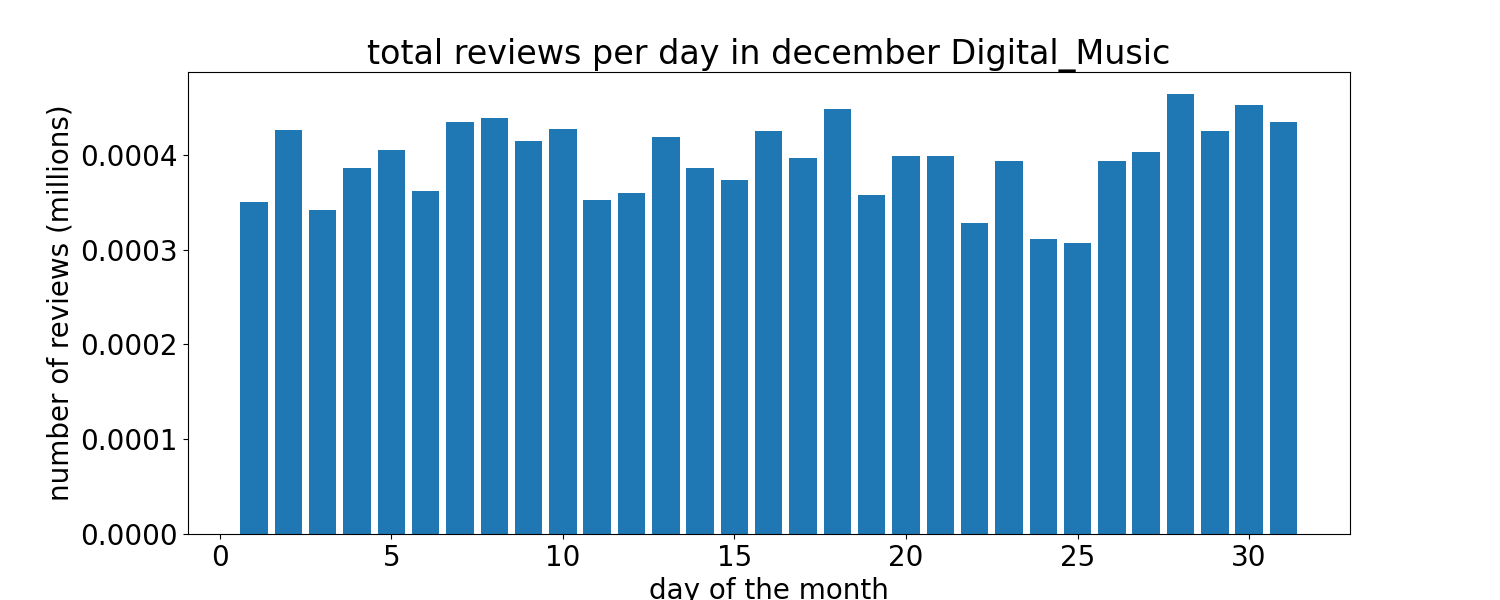 total reviews per day in december Digital_Music
number of reviews (millions)
0.0004
0.0003
0.0002
0.0001
0.0000
0 5 10 15 20 25 30
day of the month